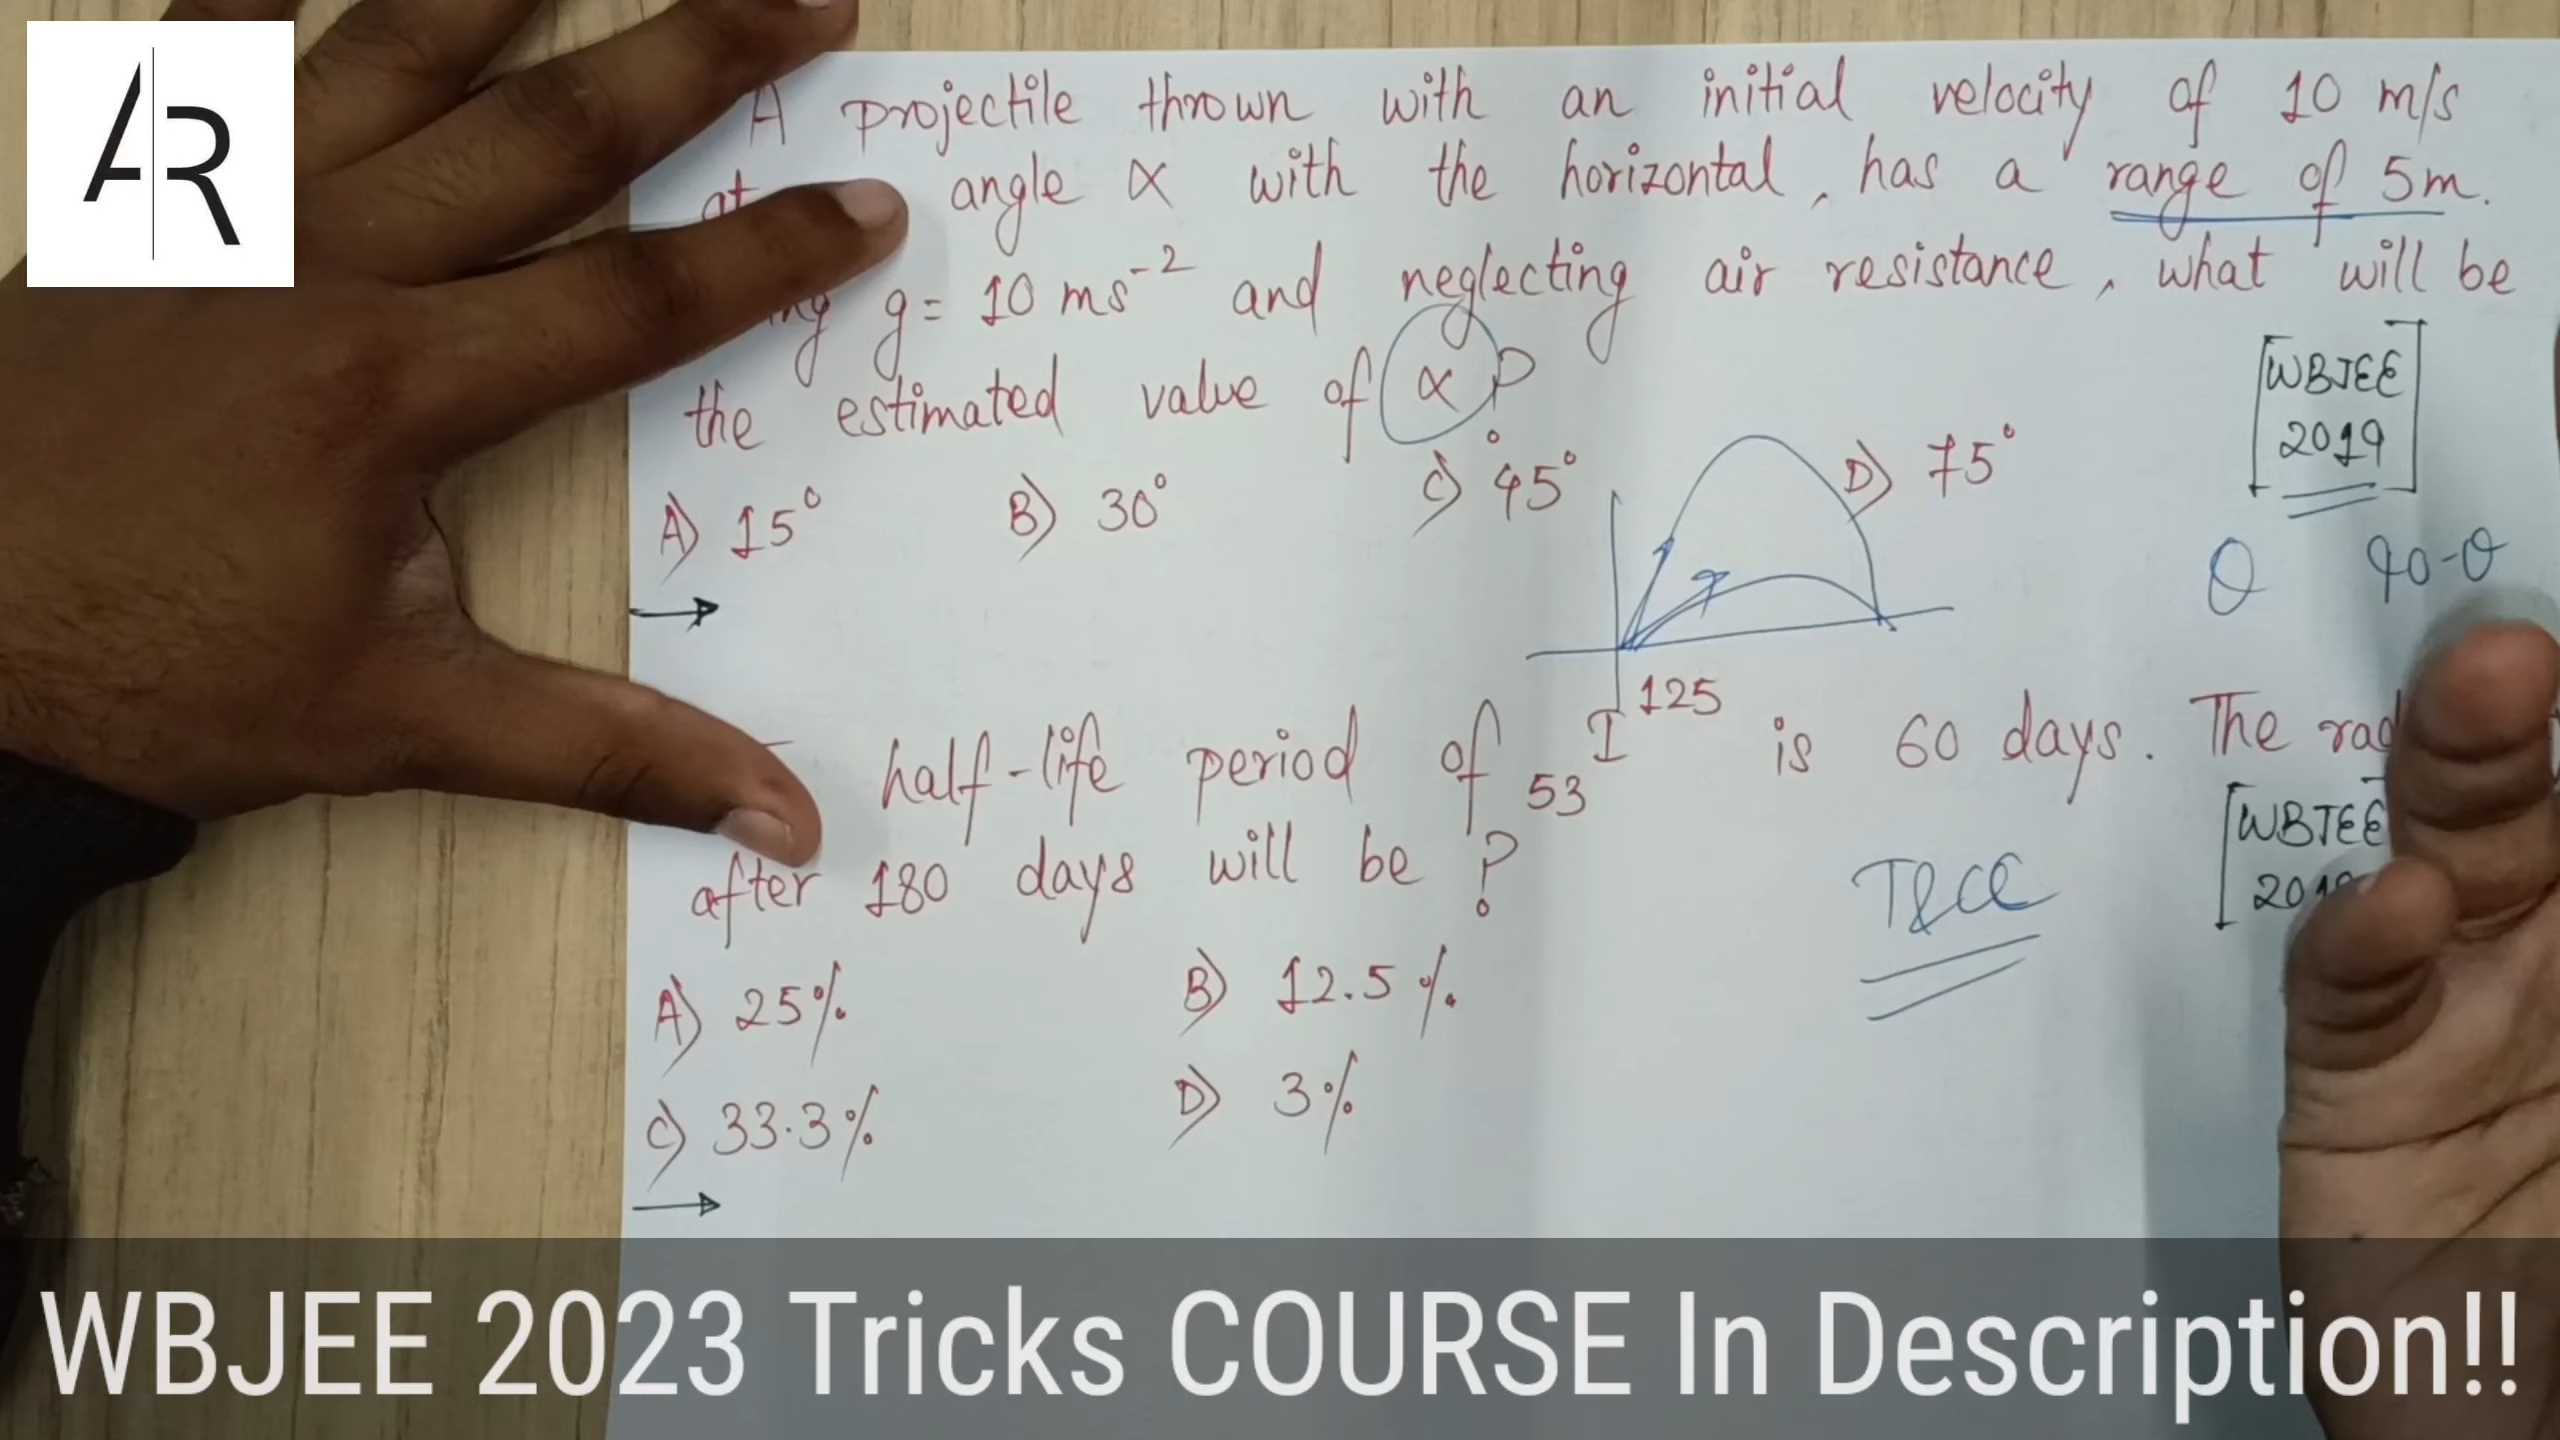 AR
A projectile thrown with an initial velocity of 10 m/s
at angle α with the horizontal, has a range of 5m.
g = 10 ms⁻² and neglecting air resistance, what will be
the estimated value of α?
[WBJEE
2019]
A) 15° B) 30° C) 45° D) 75°
θ 90-θ
half-life period of ₅₃I¹²⁵ is 60 days. The
after 180 days will be ?
[WBJEE
A) 25% B) 12.5%
C) 33.3% D) 3%
WBJEE 2023 Tricks COURSE In Description!!